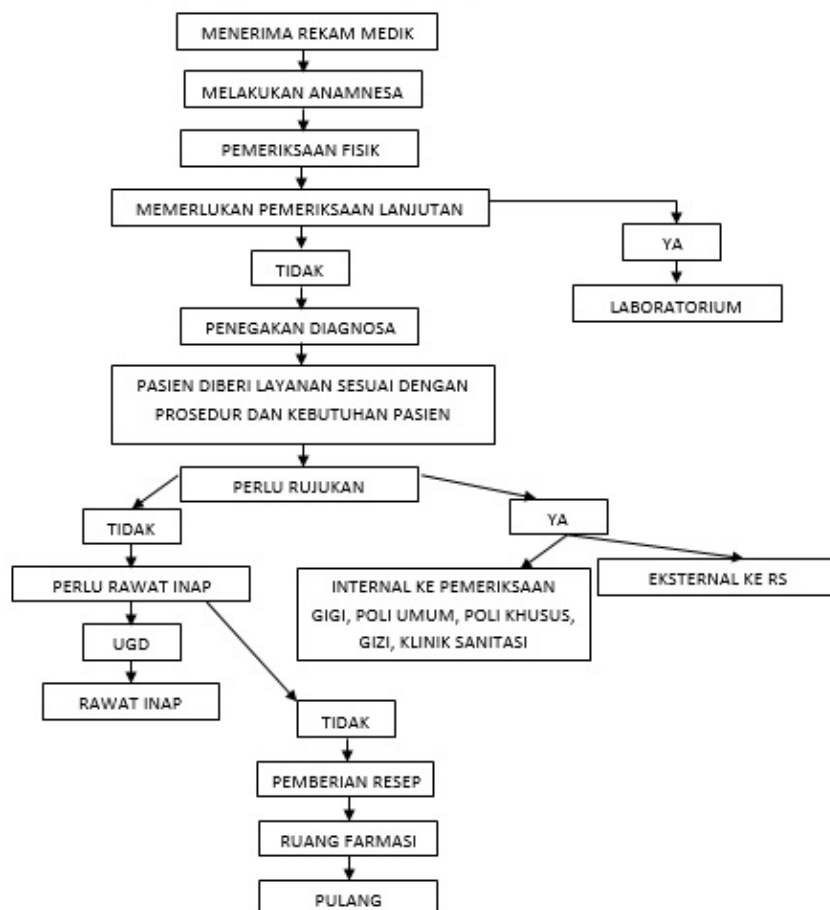 MENERIMA REKAM MEDIK
MELAKUKAN ANAMNESA
PEMERIKSAAN FISIK
MEMERLUKAN PEMERIKSAAN LANJUTAN
YA
TIDAK
LABORATORIUM
PENEGAKAN DIAGNOSA
PASIEN DIBERI LAYANAN SESUAI DENGAN
PROSEDUR DAN KEBUTUHAN PASIEN
PERLU RUJUKAN
TIDAK
YA
PERLU RAWAT INAP
INTERNAL KE PEMERIKSAAN
GIGI, POLI UMUM, POLI KHUSUS,
GIZI, KLINIK SANITASI
EKSTERNAL KE RS
UGD
RAWAT INAP
TIDAK
PEMBERIAN RESEP
RUANG FARMASI
PULANG